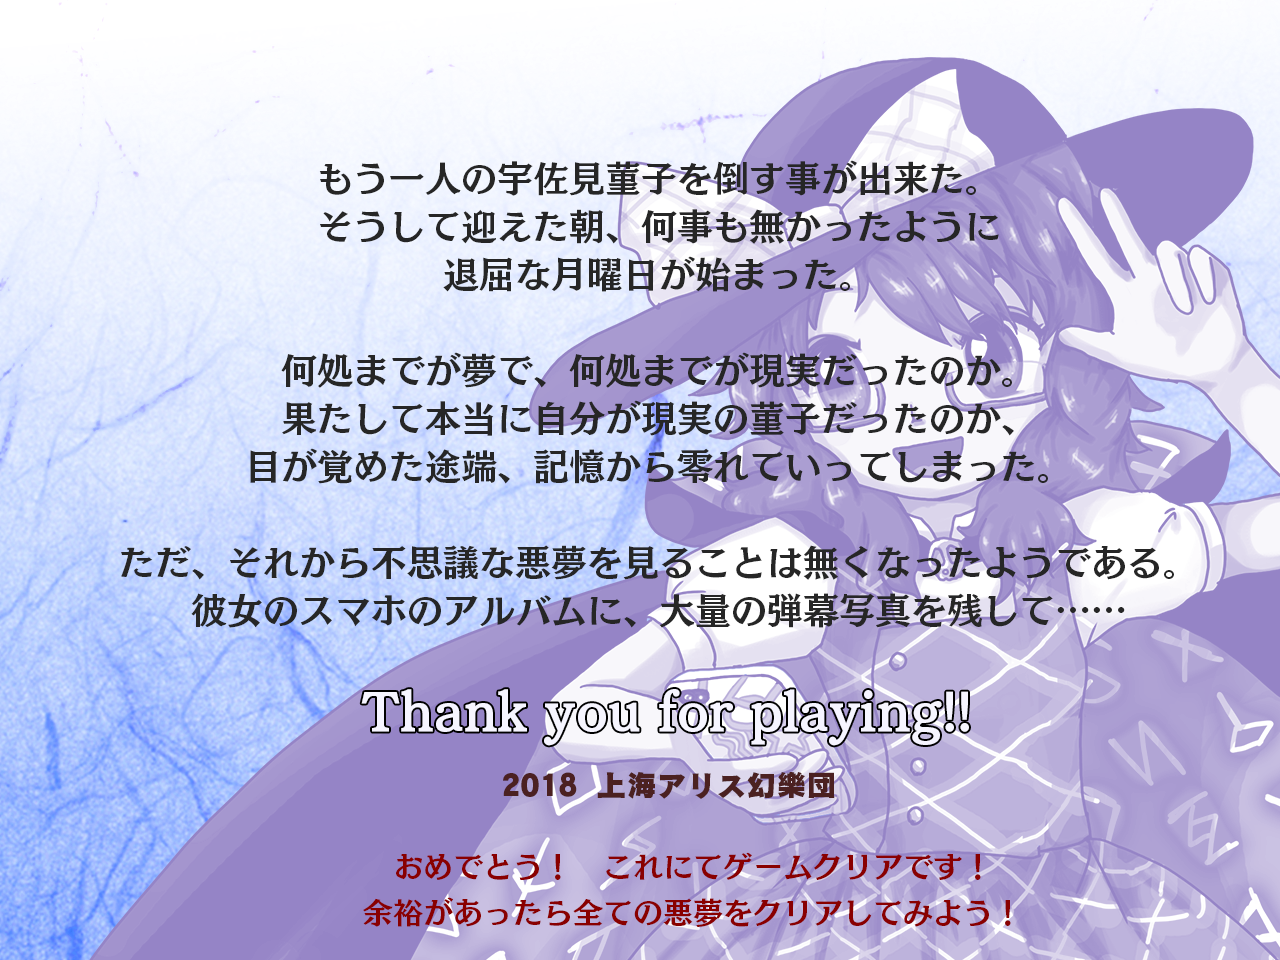 もう一人の宇佐見菫子を倒す事が出来た。
そうして迎えた朝、何事も無かったように
退屈な月曜日が始まった。
何処までが夢で、何処までが現実だったのか。
果たして本当に自分が現実の菫子だったのか、
目が覚めた途端、記憶から零れていってしまった。
ただ、それから不思議な悪夢を見ることは無くなったようである。
彼女のスマホのアルバムに、大量の弾幕写真を残して……
Thank you for playing!!
2018 上海アリス幻樂団
おめでとう！　これにてゲームクリアです！
余裕があったら全ての悪夢をクリアしてみよう！